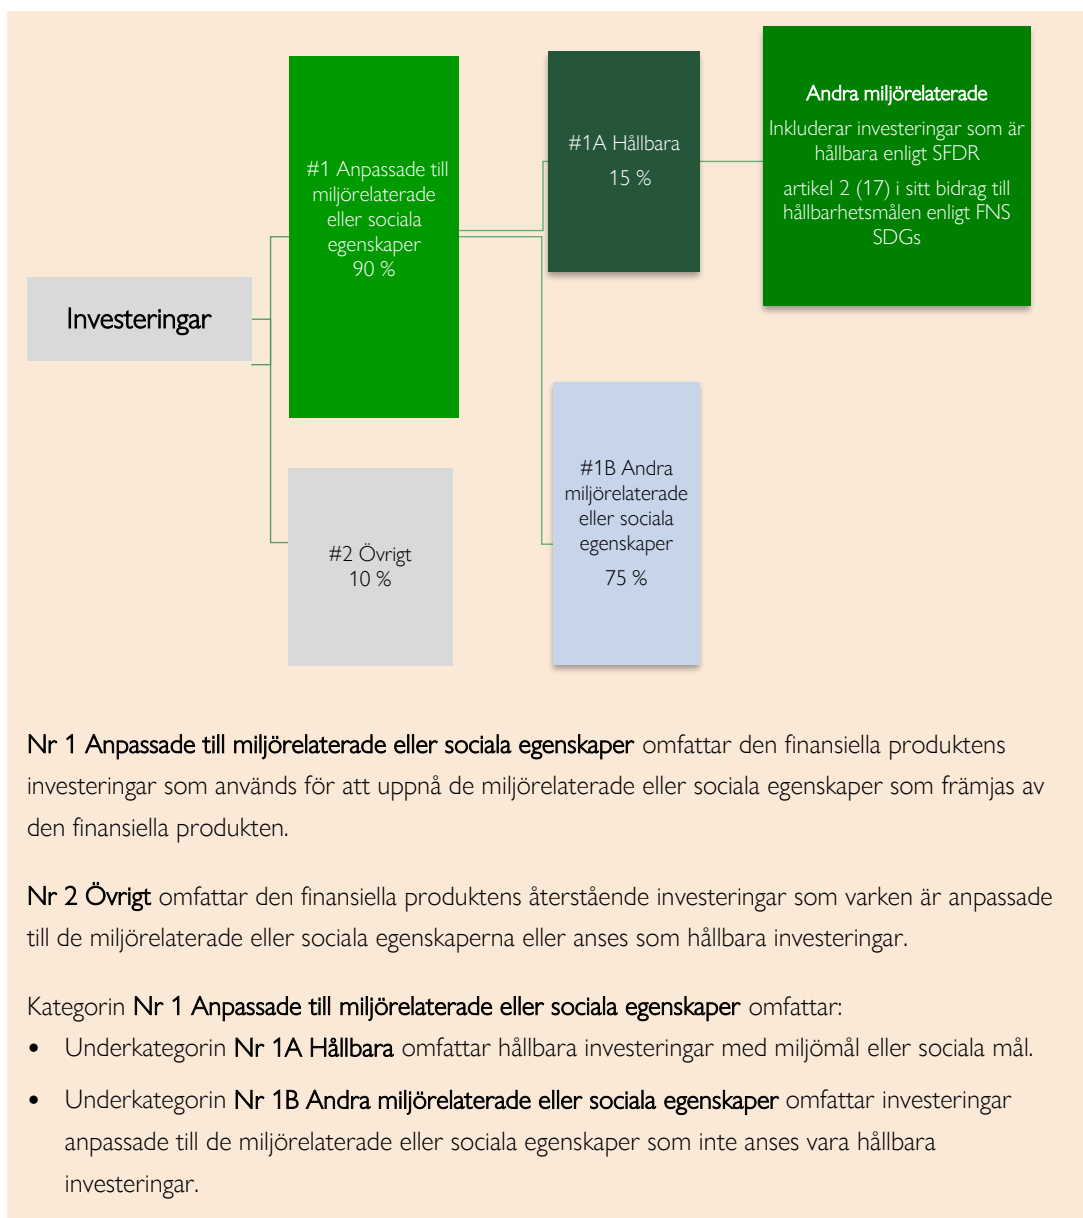 Investeringar
#1 Anpassade till
miljörelaterade
eller sociala
egenskaper
90 %
#2 Övrigt
10 %
#1A Hållbara
15 %
#1B Andra
miljörelaterade
eller sociala
egenskaper
75 %
Andra miljörelaterade
Inkluderar investeringar som är
hållbara enligt SFDR
artikel 2 (17) i sitt bidrag till
hållbarhetsmålen enligt FNS
SDGs
Nr 1 Anpassade till miljörelaterade eller sociala egenskaper omfattar den finansiella produktens
investeringar som används för att uppnå de miljörelaterade eller sociala egenskaper som främjas av
den finansiella produkten.
Nr 2 Övrigt omfattar den finansiella produktens återstående investeringar som varken är anpassade
till de miljörelaterade eller sociala egenskaperna eller anses som hållbara investeringar.
Kategorin Nr 1 Anpassade till miljörelaterade eller sociala egenskaper omfattar:
• Underkategorin Nr 1A Hållbara omfattar hållbara investeringar med miljömål eller sociala mål.
• Underkategorin Nr 1B Andra miljörelaterade eller sociala egenskaper omfattar investeringar
anpassade till de miljörelaterade eller sociala egenskaper som inte anses vara hållbara
investeringar.